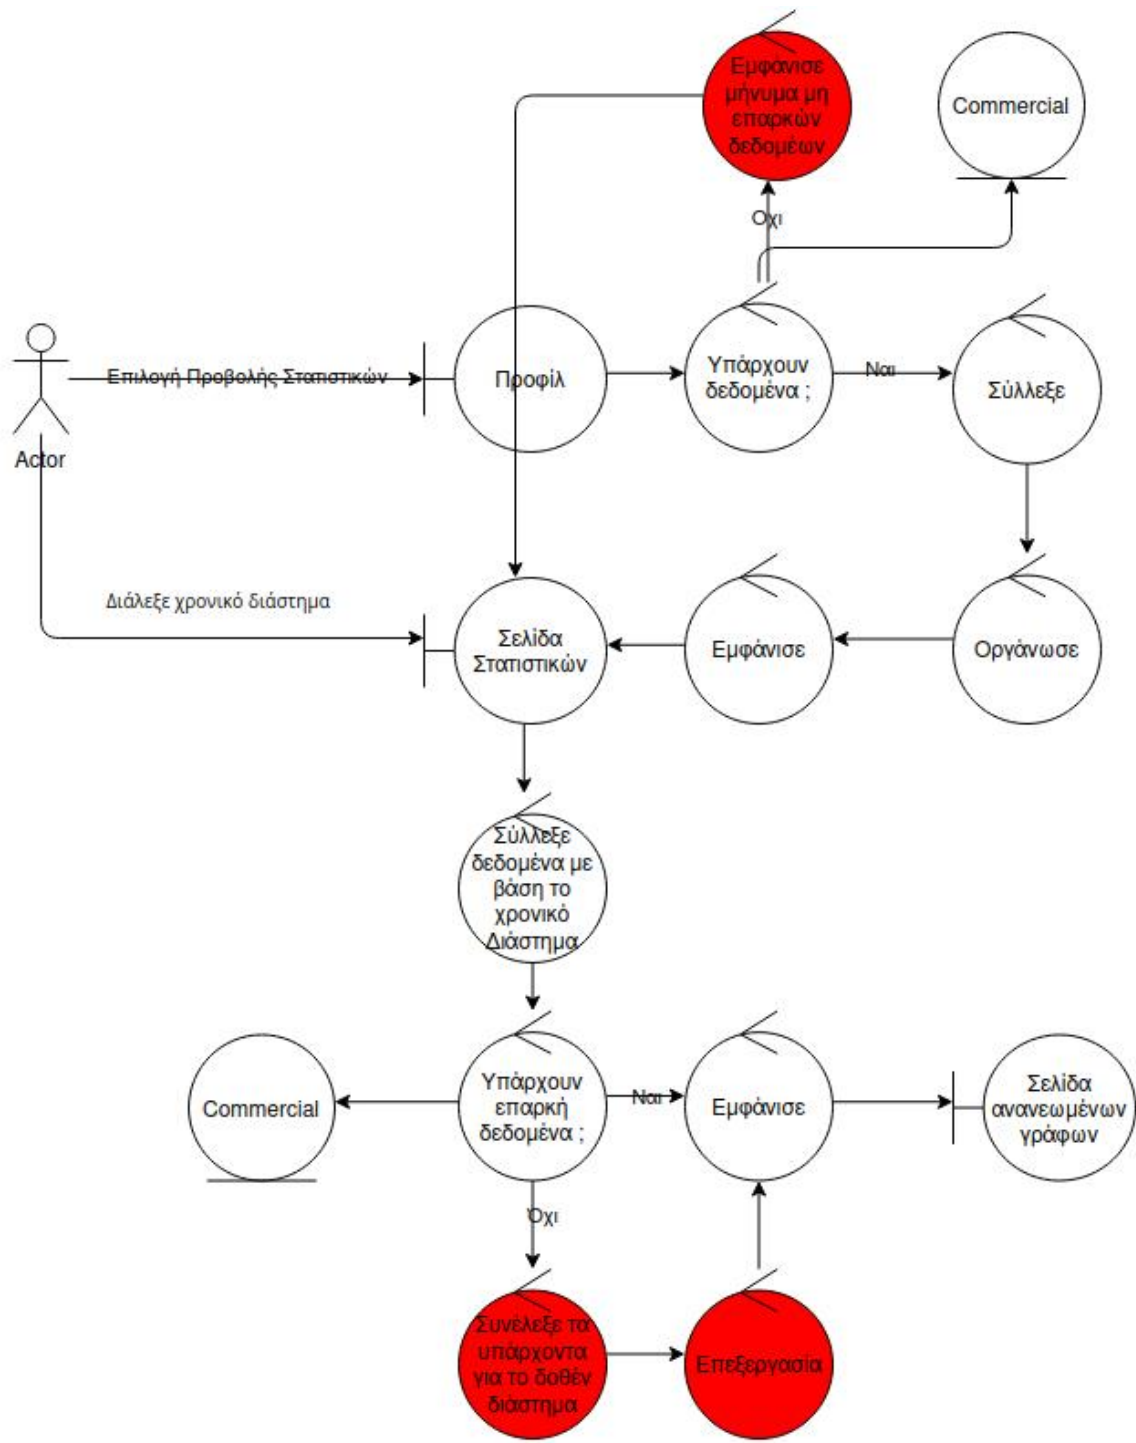 Εμφάνισε
μήνυμα μη
επαρκών
δεδομέων
Commercial
Οχι
Επιλογή Προβολής Στατιστικών
Προφίλ
Υπάρχουν
δεδομένα ;
Ναι
Σύλλεξε
Actor
Διάλεξε χρονικό διάστημα
Σελίδα
Στατιστικών
Εμφάνισε
Οργάνωσε
Σύλλεξε
δεδομένα με
βάση το
χρονικό
Διάστημα
Commercial
Υπάρχουν
επαρκή
δεδομένα ;
Ναι
Εμφάνισε
Σελίδα
ανανεωμένων
γράφων
Όχι
Συνέλεξε τα
υπάρχοντα
για το δοθέν
διάστημα
Επεξεργασία